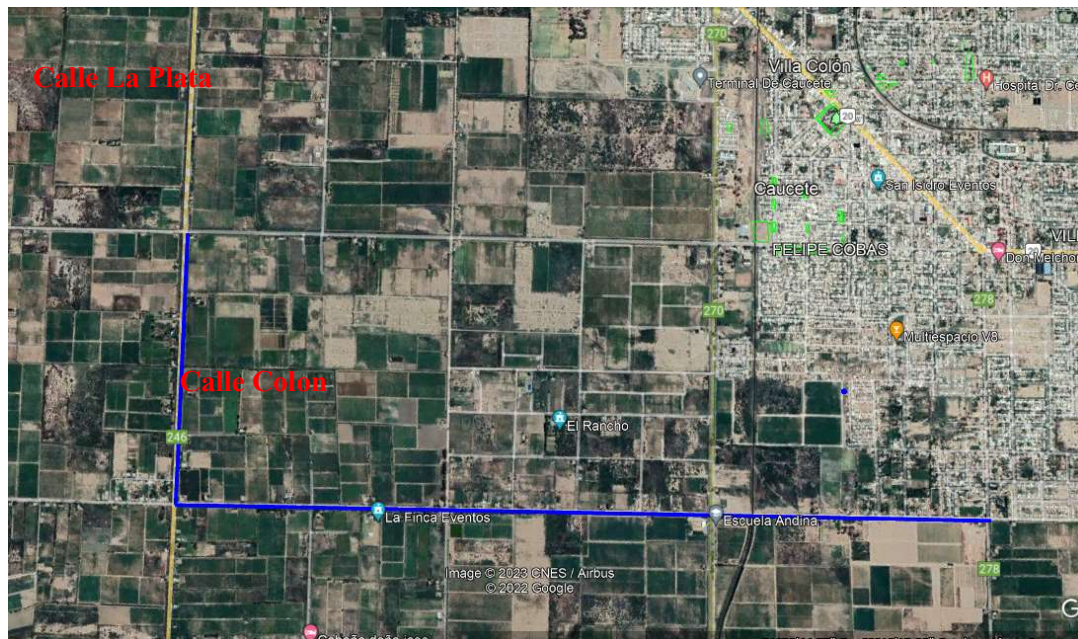 270
Villa Colón
Calle La Plata
Terminal De Caucete
Hospital Dr. Ce
20
San Isidro Eventos
Caucete
VIL
FELIPE COBAS
Don Melchor
278
270
Multiespacio V8
Calle Colon
El Rancho
246
La Finca Eventos
Escuela Andina
Image © 2023 CNES / Airbus
© 2022 Google
278
G